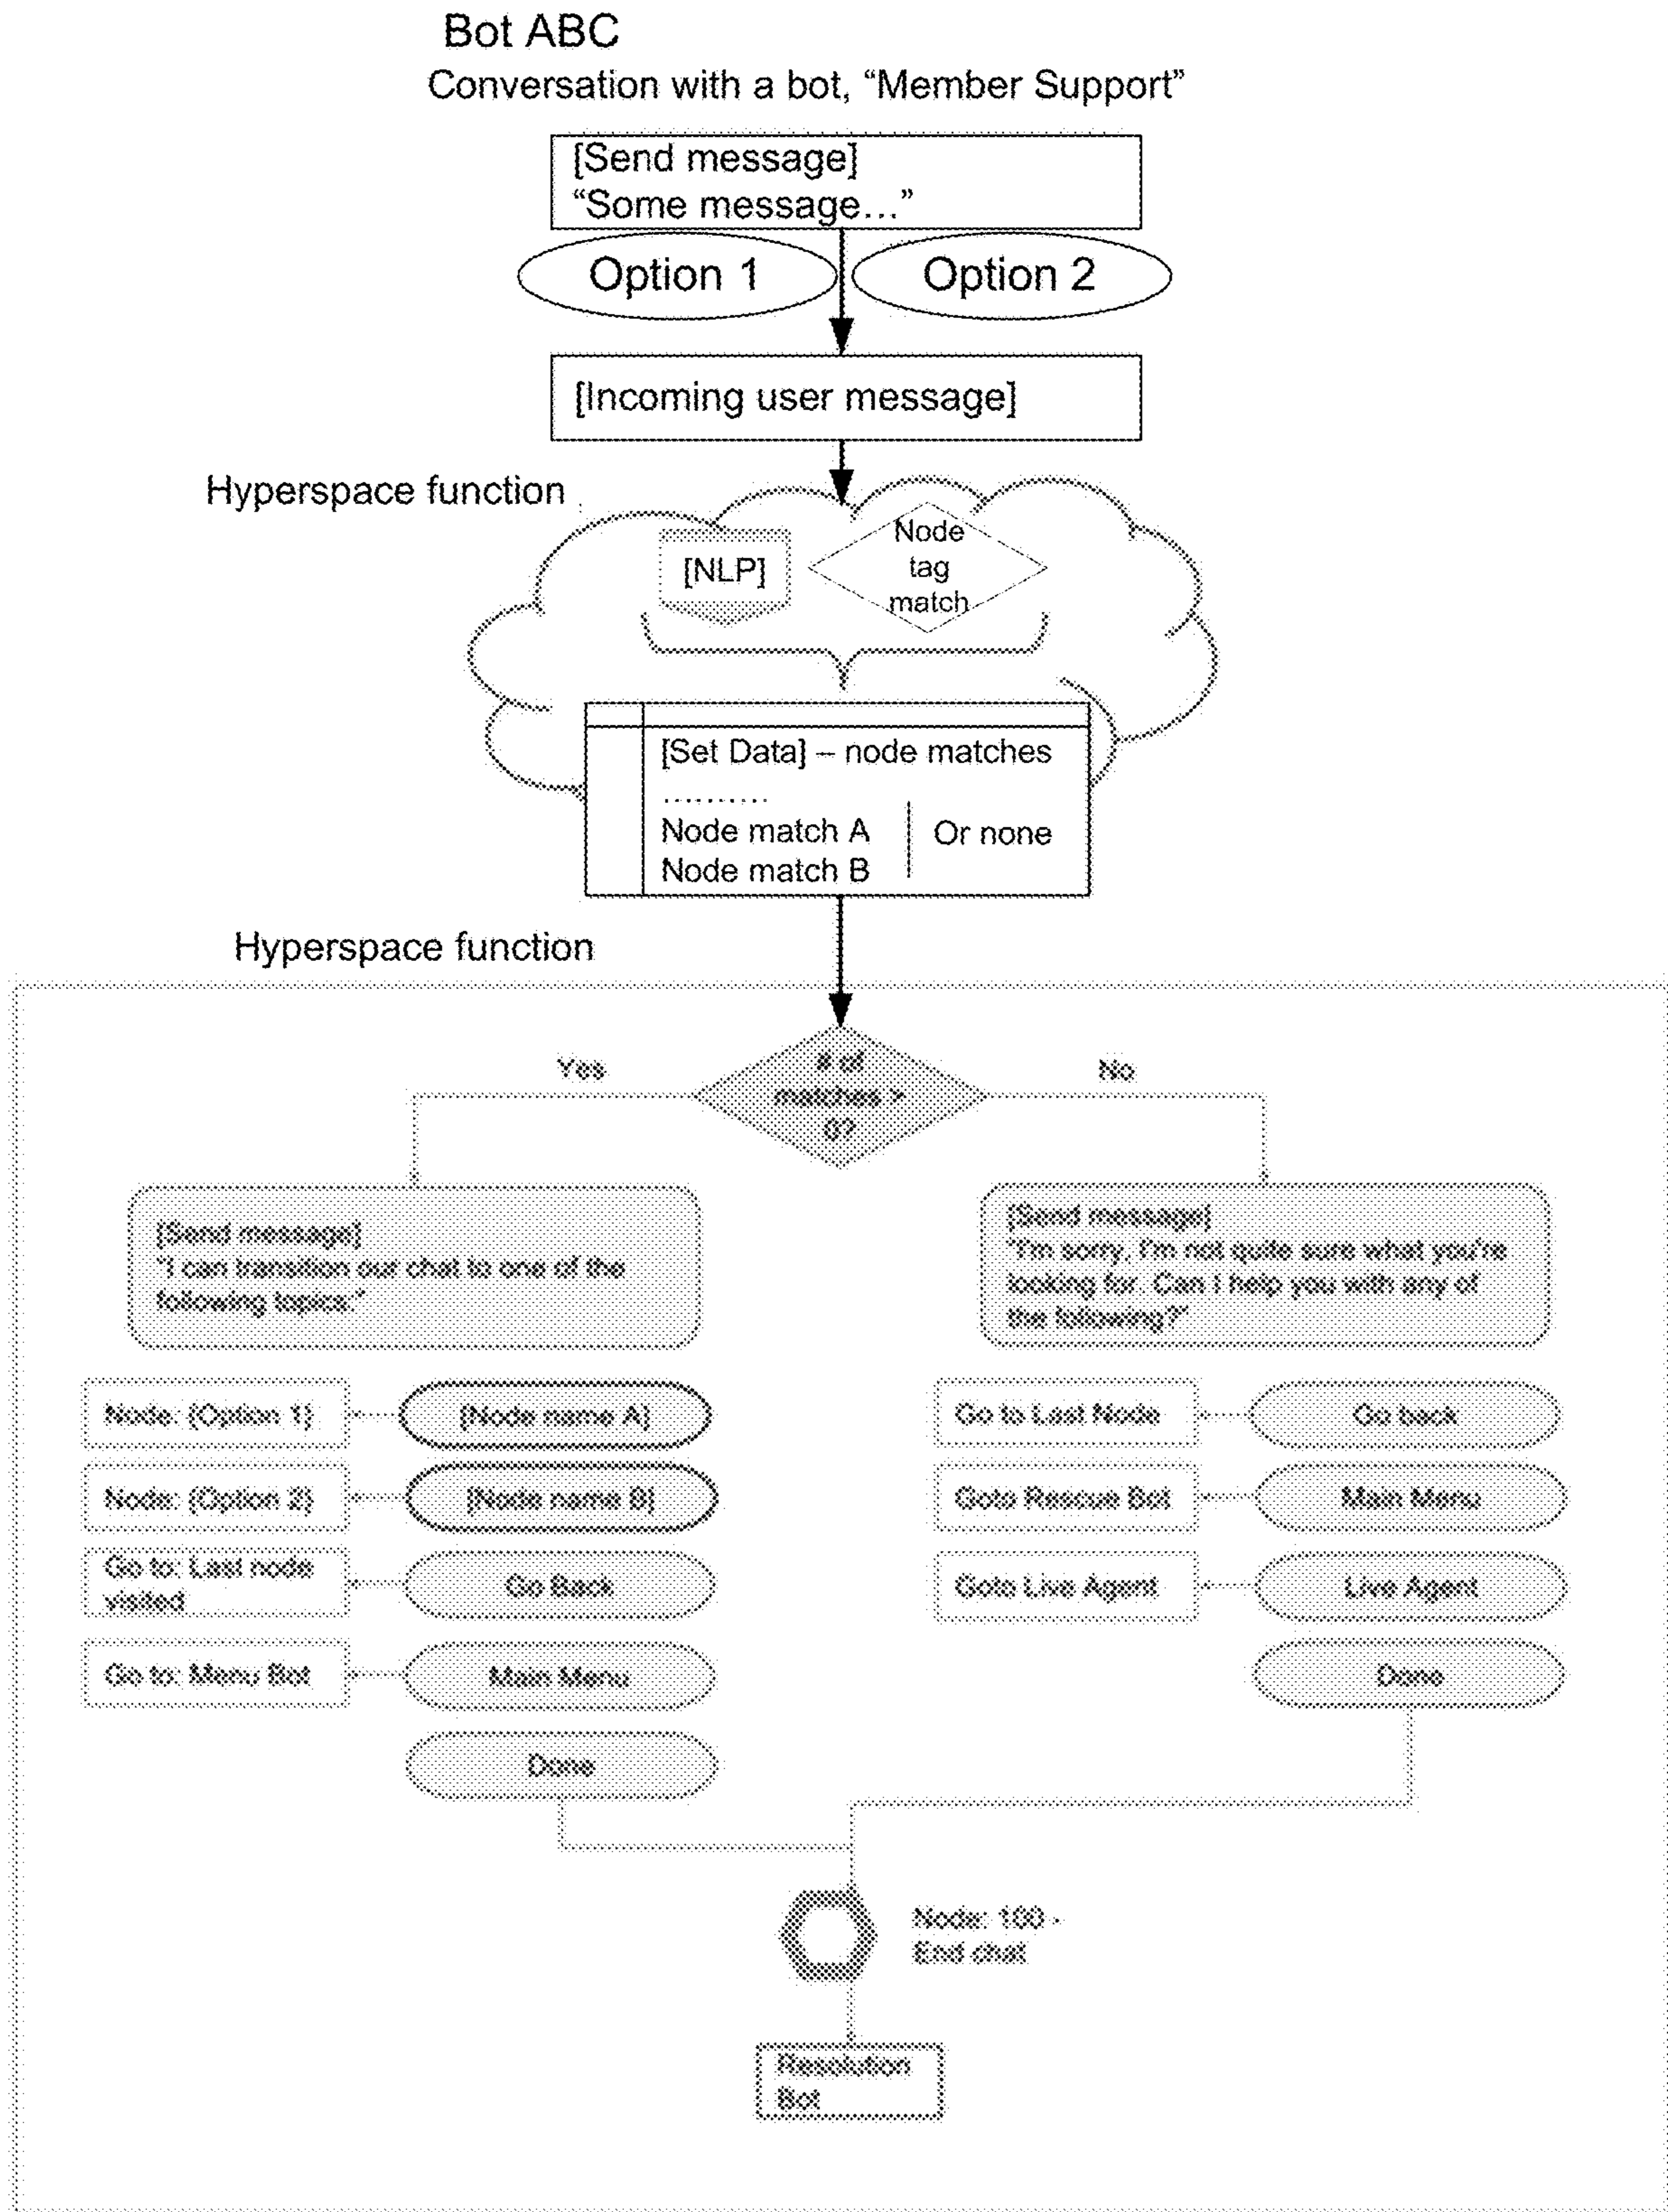 Bot ABC
Conversation with a bot, “Member Support”
[Send message]
“Some message...”
Option 1
Option 2
[Incoming user message]
Hyperspace function
[NLP]
Node
tag
match
[Set Data] – node matches
..........
Node match A
Node match B
Or none
Hyperspace function
# of
matches >
0?
Yes
No
[Send message]
"I can transition our chat to one of the
following topics:"
Node: {Option 1}
[Node name A]
Node: {Option 2}
[Node name B]
Go to: Last node
visited
Go Back
Go to: Menu Bot
Main Menu
Done
[Send message]
"I'm sorry, I'm not quite sure what you're
looking for. Can I help you with any of
the following?"
Go to Last Node
Go back
Goto Rescue Bot
Main Menu
Goto Live Agent
Live Agent
Done
Node: 100 -
End chat
Resolution
Bot